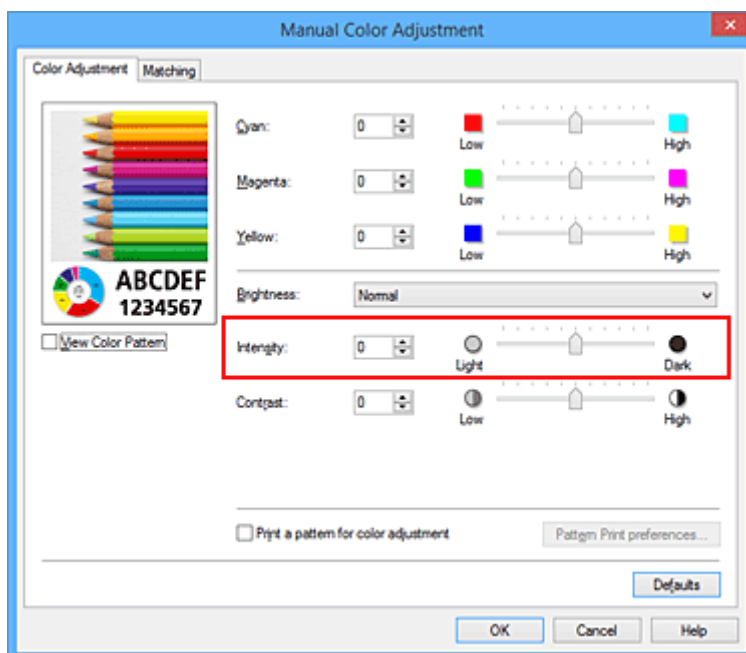 Manual Color Adjustment
Color Adjustment Matching
Cyan: 0 Low High
Magenta: 0 Low High
Yellow: 0 Low High
ABCDEF
1234567
View Color Pattern
Brightness: Normal
Intensity: 0 Light Dark
Contrast: 0 Low High
Print a pattern for color adjustment Pattern Print preferences...
Defaults
OK Cancel Help